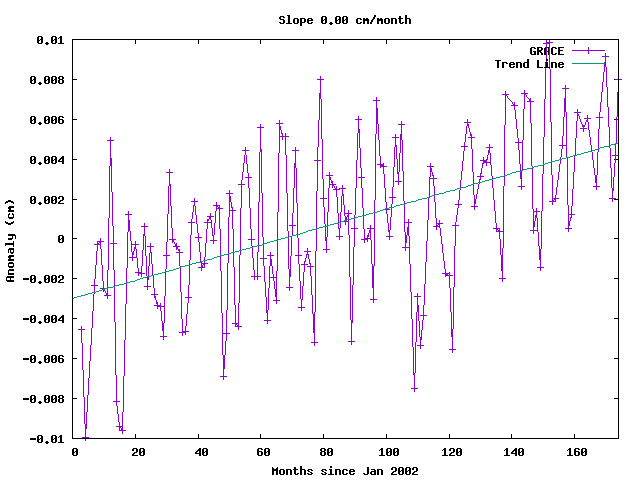 Slope 0.00 cm/month
0.01
0.008
0.006
0.004
0.002
0
-0.002
-0.004
-0.006
-0.008
-0.01
Anomaly (cm)
GRACE
Trend Line
0 20 40 60 80 100 120 140 160
Months since Jan 2002